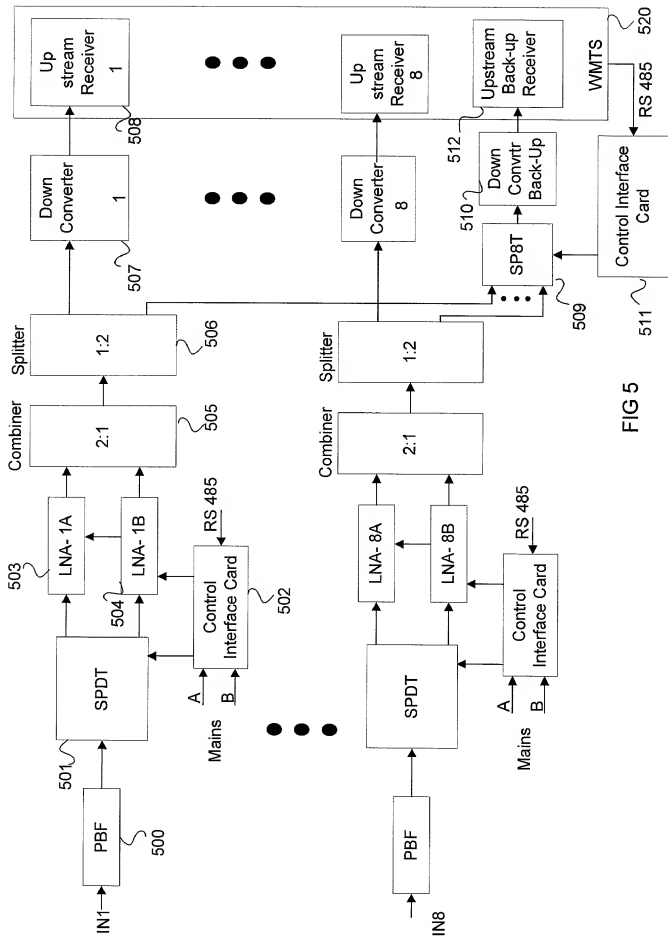 IN1
PBF
500
501
SPDT
503
LNA- 1A
504
LNA- 1B
RS 485
Control
Interface Card
502
A
B
Mains
Combiner
2:1
505
Splitter
1:2
506
Down
Converter
1
507
Up
stream
Receiver
1
508
520
IN8
PBF
SPDT
LNA- 8A
LNA- 8B
RS 485
Control
Interface Card
A
B
Mains
Combiner
2:1
Splitter
1:2
Down
Converter
8
Up
stream
Receiver
8
SP8T
509
510
Down
Convrtr
Back-Up
512
Upstream
Back-up
Receiver
WMTS
RS 485
Control Interface
Card
511
FIG 5